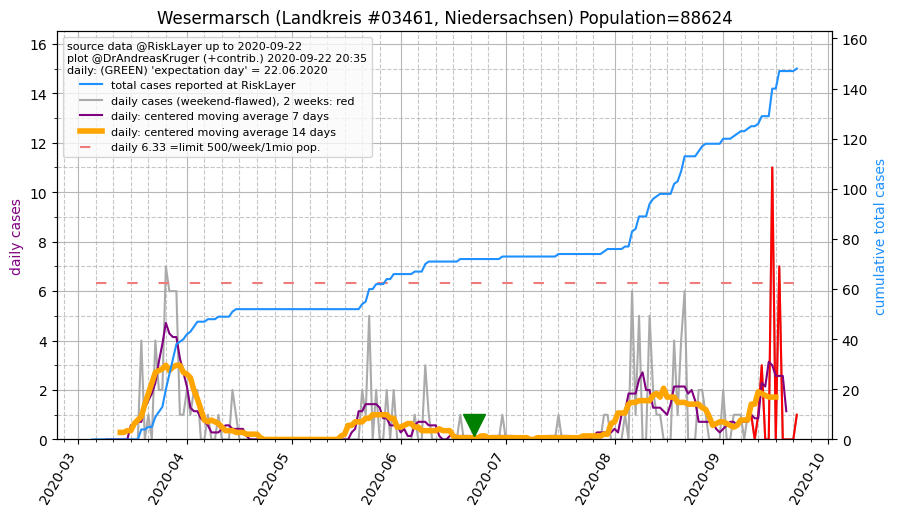 Wesermarsch (Landkreis #03461, Niedersachsen) Population=88624
source data @RiskLayer up to 2020-09-22
plot @DrAndreasKruger (+contrib.) 2020-09-22 20:35
daily: (GREEN) 'expectation day' = 22.06.2020
total cases reported at RiskLayer
daily cases (weekend-flawed), 2 weeks: red
daily: centered moving average 7 days
daily: centered moving average 14 days
daily 6.33 =limit 500/week/1mio pop.
daily cases
16
14
12
10
8
6
4
2
0
160
140
120
100
80
60
40
20
0
cumulative total cases
2020-03
2020-04
2020-05
2020-06
2020-07
2020-08
2020-09
2020-10